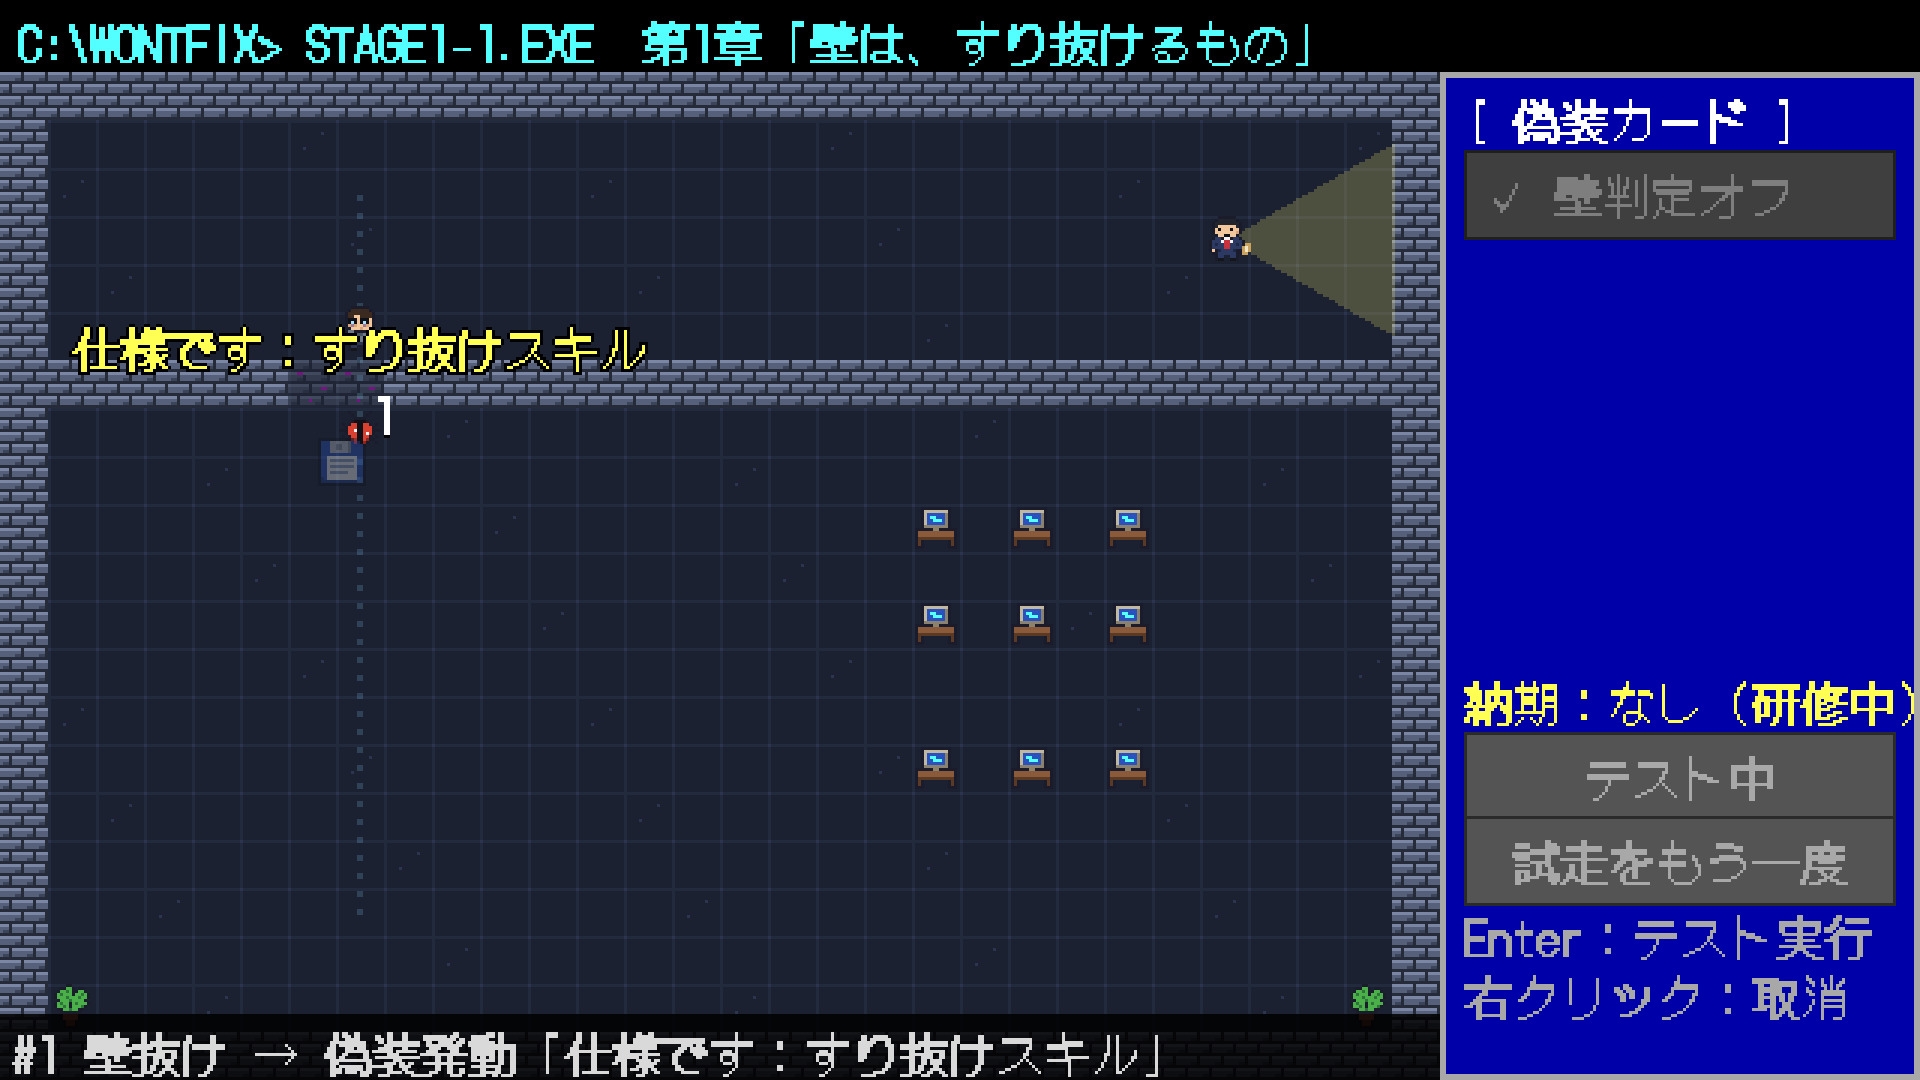 C:\WONTFIX> STAGE1-1.EXE 第1章「壁は、すり抜けるもの」
[ 偽装カード ]
✓ 壁判定オフ
仕様です：すり抜けスキル
1
納期：なし（研修中）
テスト中
試走をもう一度
Enter：テスト実行
右クリック：取消
#1 壁抜け → 偽装発動「仕様です：すり抜けスキル」